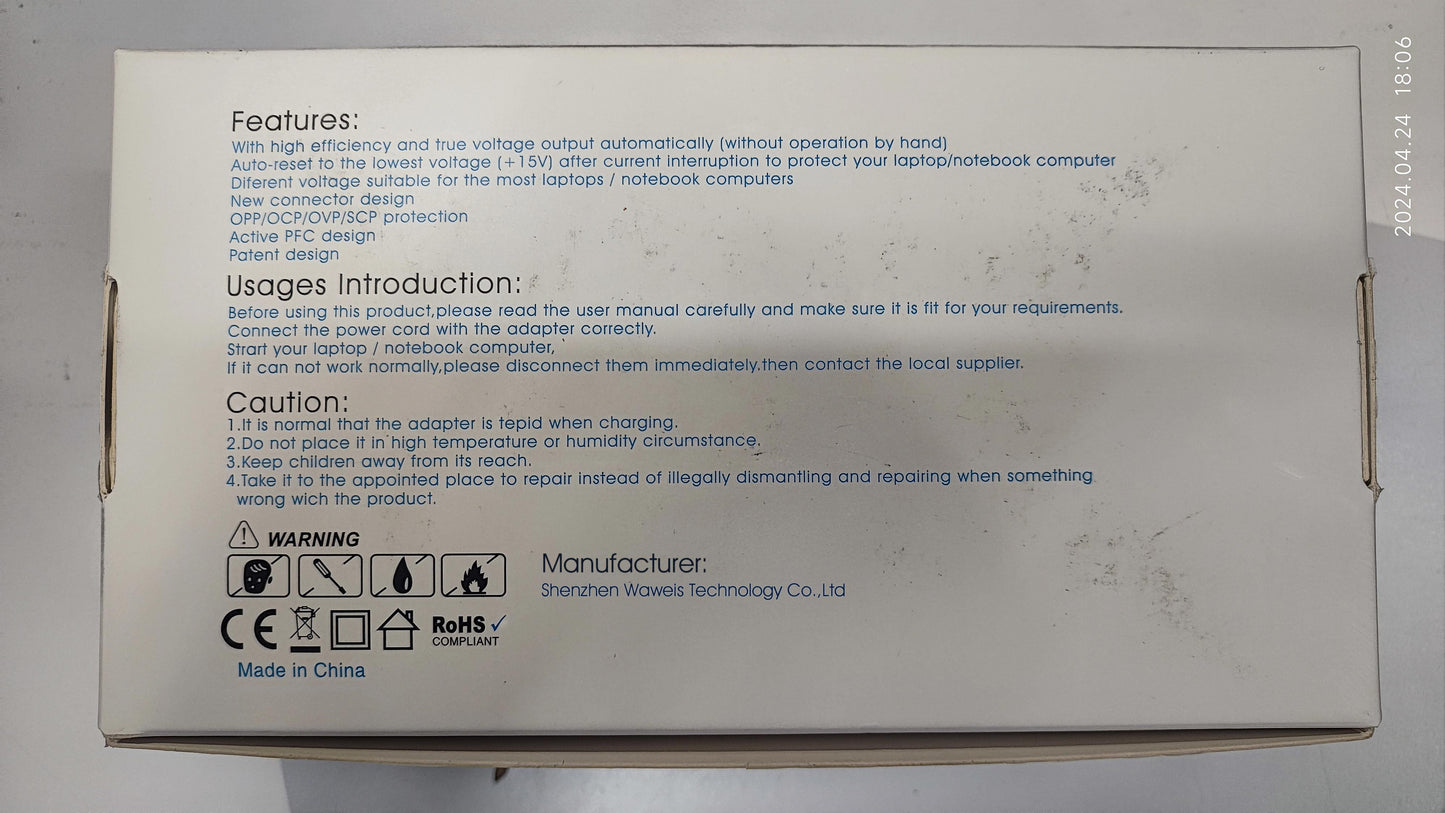 Features:
With high efficiency and true voltage output automatically (without operation by hand)
Auto-reset to the lowest voltage (+15V) after current interruption to protect your laptop/notebook computer
Diferent voltage suitable for the most laptops / notebook computers
New connector design
OPP/OCP/OVP/SCP protection
Active PFC design
Patent design
Usages Introduction:
Before using this product,please read the user manual carefully and make sure it is fit for your requirements.
Connect the power cord with the adapter correctly.
Strart your laptop / notebook computer,
If it can not work normally,please disconnect them immediately.then contact the local supplier.
Caution:
1.It is normal that the adapter is tepid when charging.
2.Do not place it in high temperature or humidity circumstance.
3.Keep children away from its reach.
4.Take it to the appointed place to repair instead of illegally dismantling and repairing when something
wrong wich the product.
WARNING
Manufacturer:
Shenzhen Waweis Technology Co.,Ltd
CE
RoHS ✓
COMPLIANT
Made in China
2024.04.24 18:06